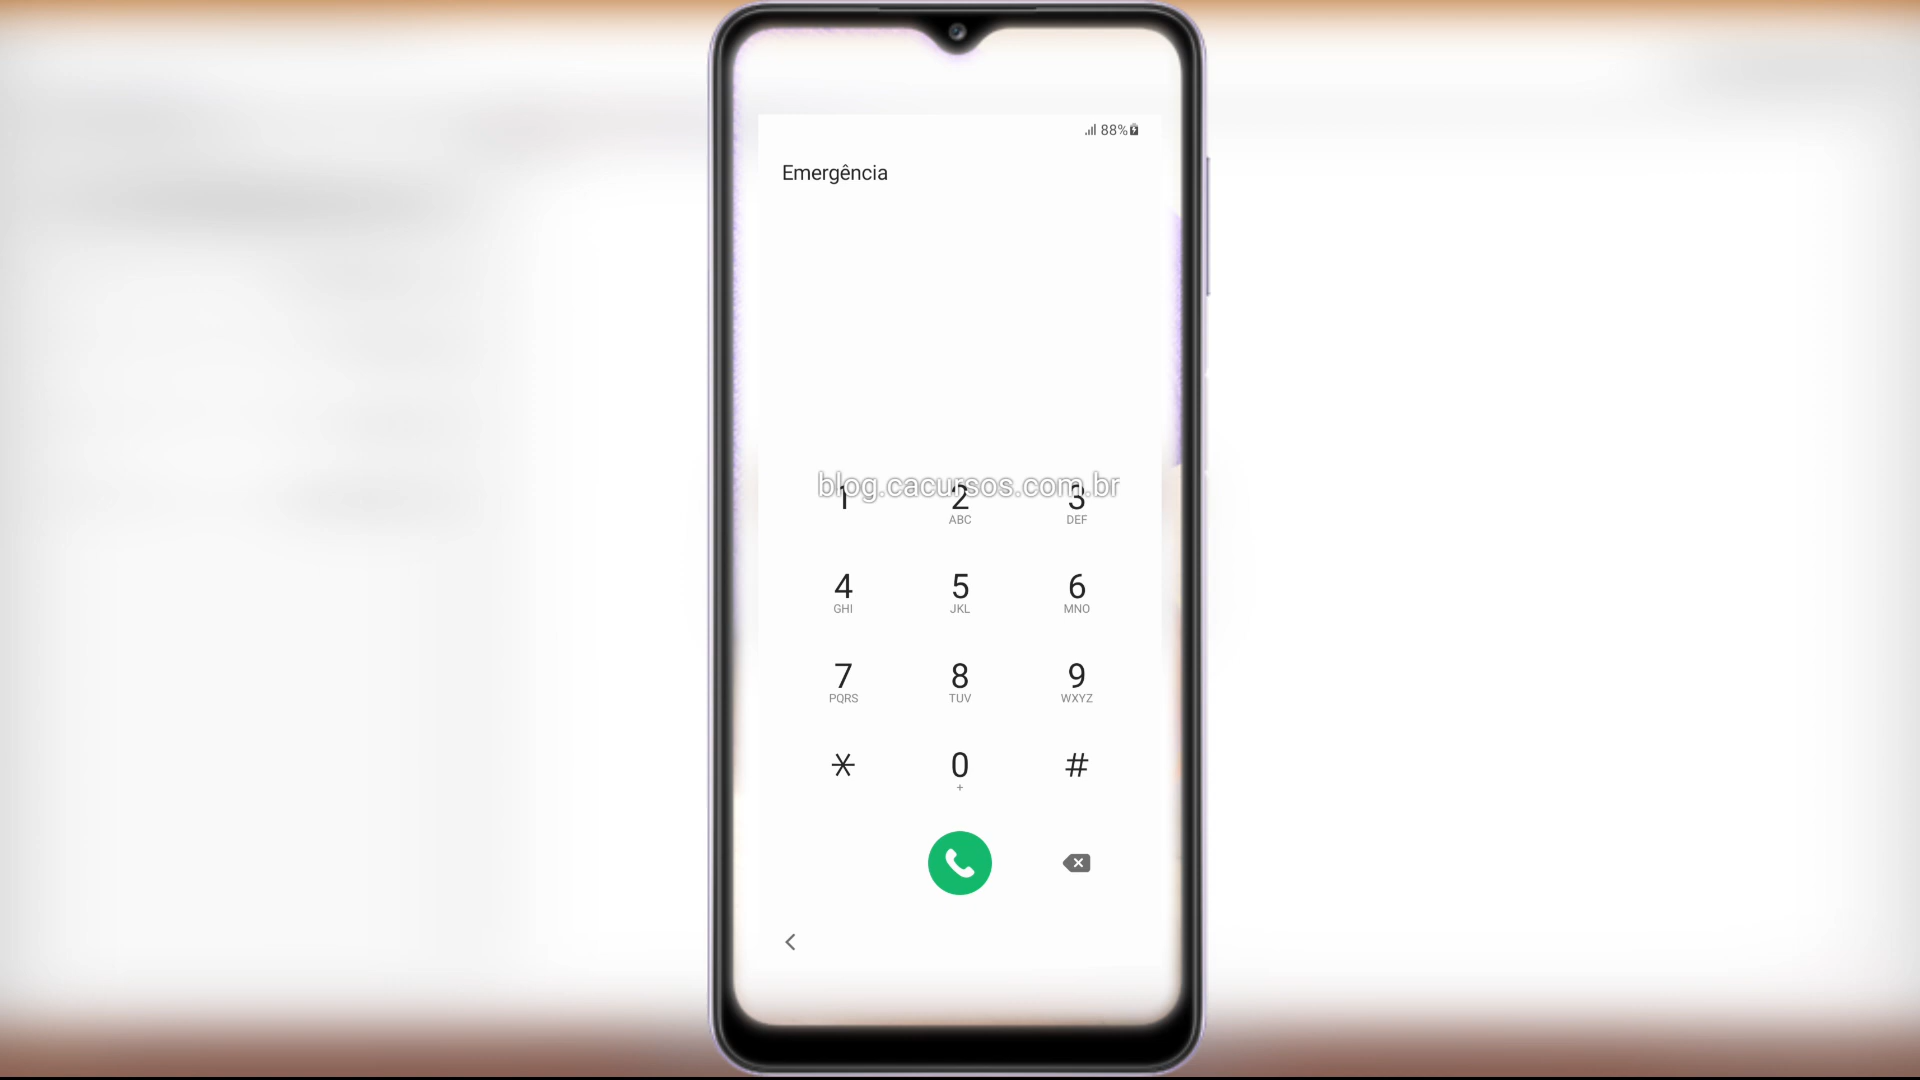 88%
Emergência
blog.cacursos.com.br
1 2 3
ABC DEF
4 5 6
GHI JKL MNO
7 8 9
PQRS TUV WXYZ
* 0 #
+